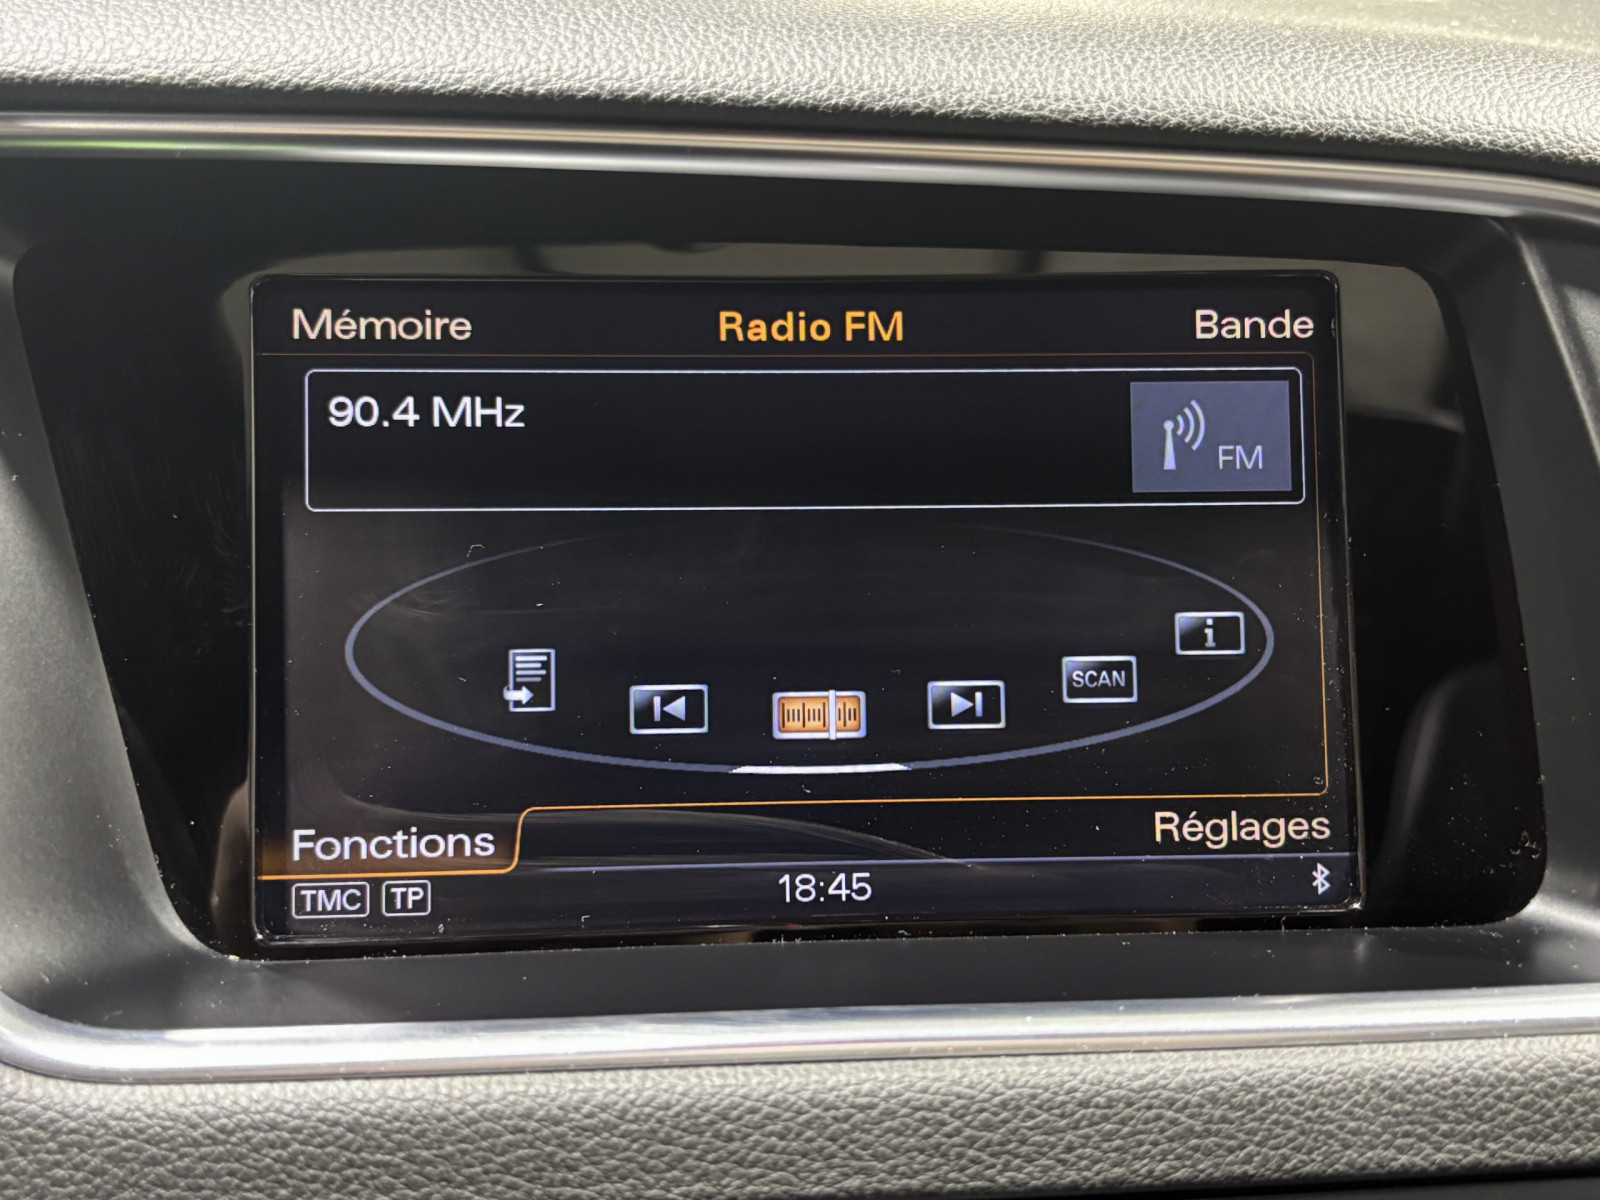 Mémoire Radio FM Bande
90.4 MHz
FM
i
SCAN
Fonctions Réglages
TMC TP 18:45